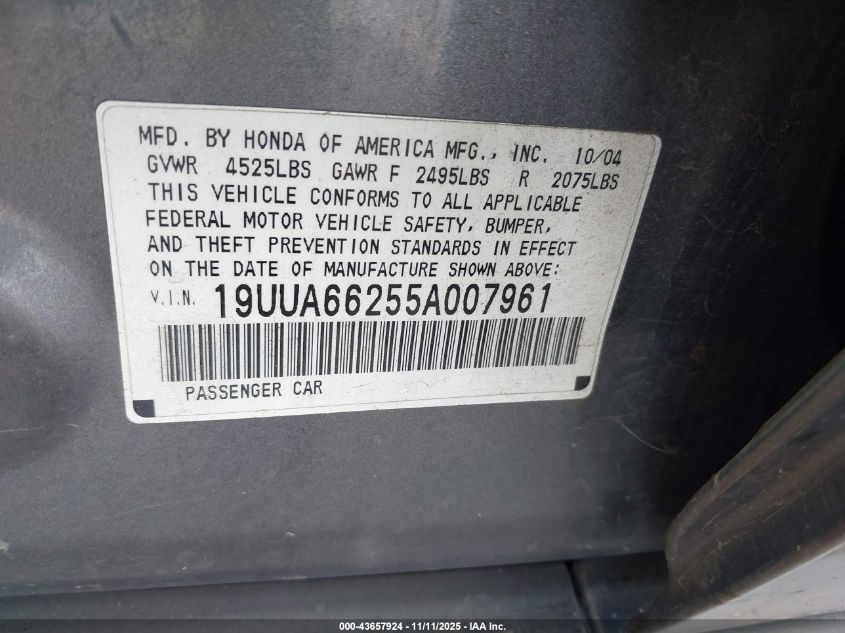 MFD. BY HONDA OF AMERICA MFG., INC. 10/04
GVWR 4525LBS GAWR F 2495LBS R 2075LBS
THIS VEHICLE CONFORMS TO ALL APPLICABLE
FEDERAL MOTOR VEHICLE SAFETY, BUMPER,
AND THEFT PREVENTION STANDARDS IN EFFECT
ON THE DATE OF MANUFACTURE SHOWN ABOVE:
V.I.N. 19UUA66255A007961
PASSENGER CAR
000-43657924 - 11/11/2025 - IAA Inc.